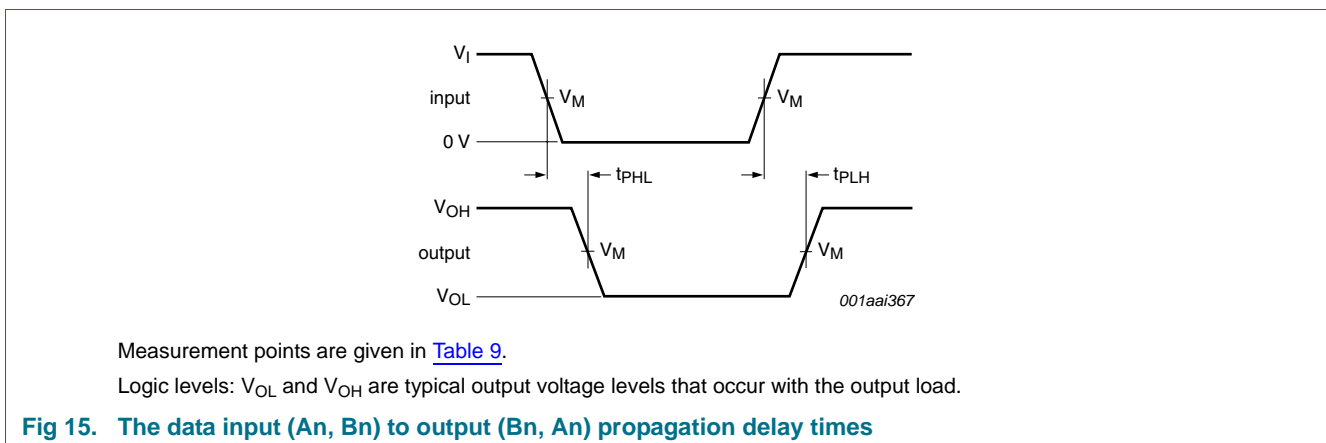 V_I
input
V_M
V_M
0 V
t_PHL
t_PLH
V_OH
output
V_M
V_M
V_OL
001aai367
Measurement points are given in Table 9.
Logic levels: V_OL and V_OH are typical output voltage levels that occur with the output load.
Fig 15. The data input (An, Bn) to output (Bn, An) propagation delay times